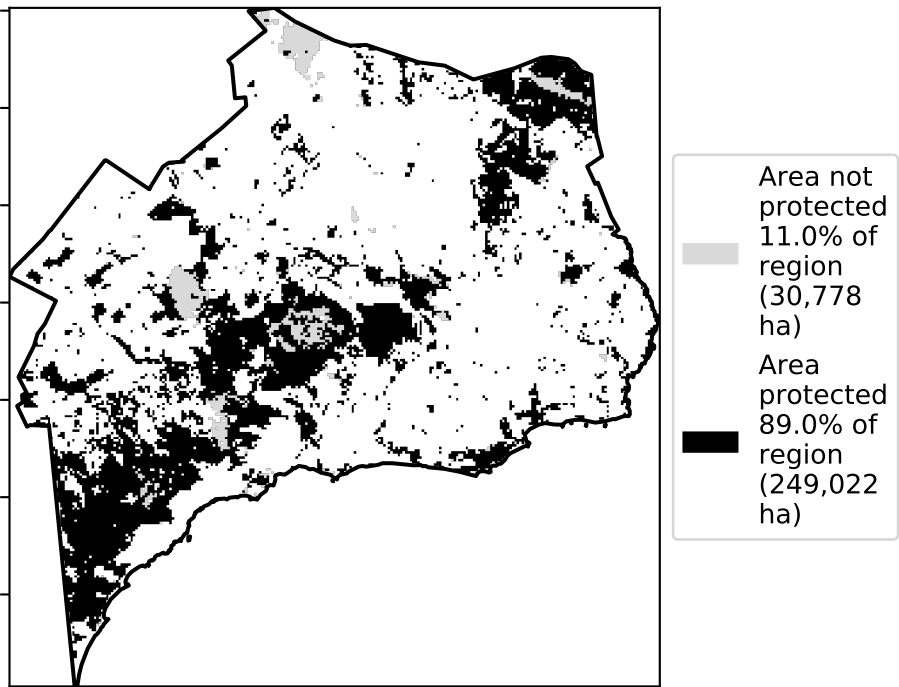 Area not
protected
11.0% of
region
(30,778
ha)
Area
protected
89.0% of
region
(249,022
ha)